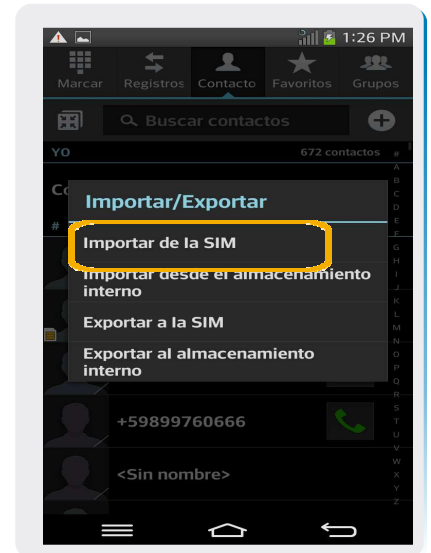 1:26 PM
Marcar Registros Contacto Favoritos Grupos
Buscar contactos
YO 672 contactos
Co
Importar/Exportar
#
Importar de la SIM
Importar desde el almacenamiento
interno
Exportar a la SIM
Exportar al almacenamiento
interno
+59899760666
<Sin nombre>
#
A
B
C
D
E
F
G
H
I
J
K
L
M
N
O
P
Q
R
S
T
U
V
W
X
Y
Z